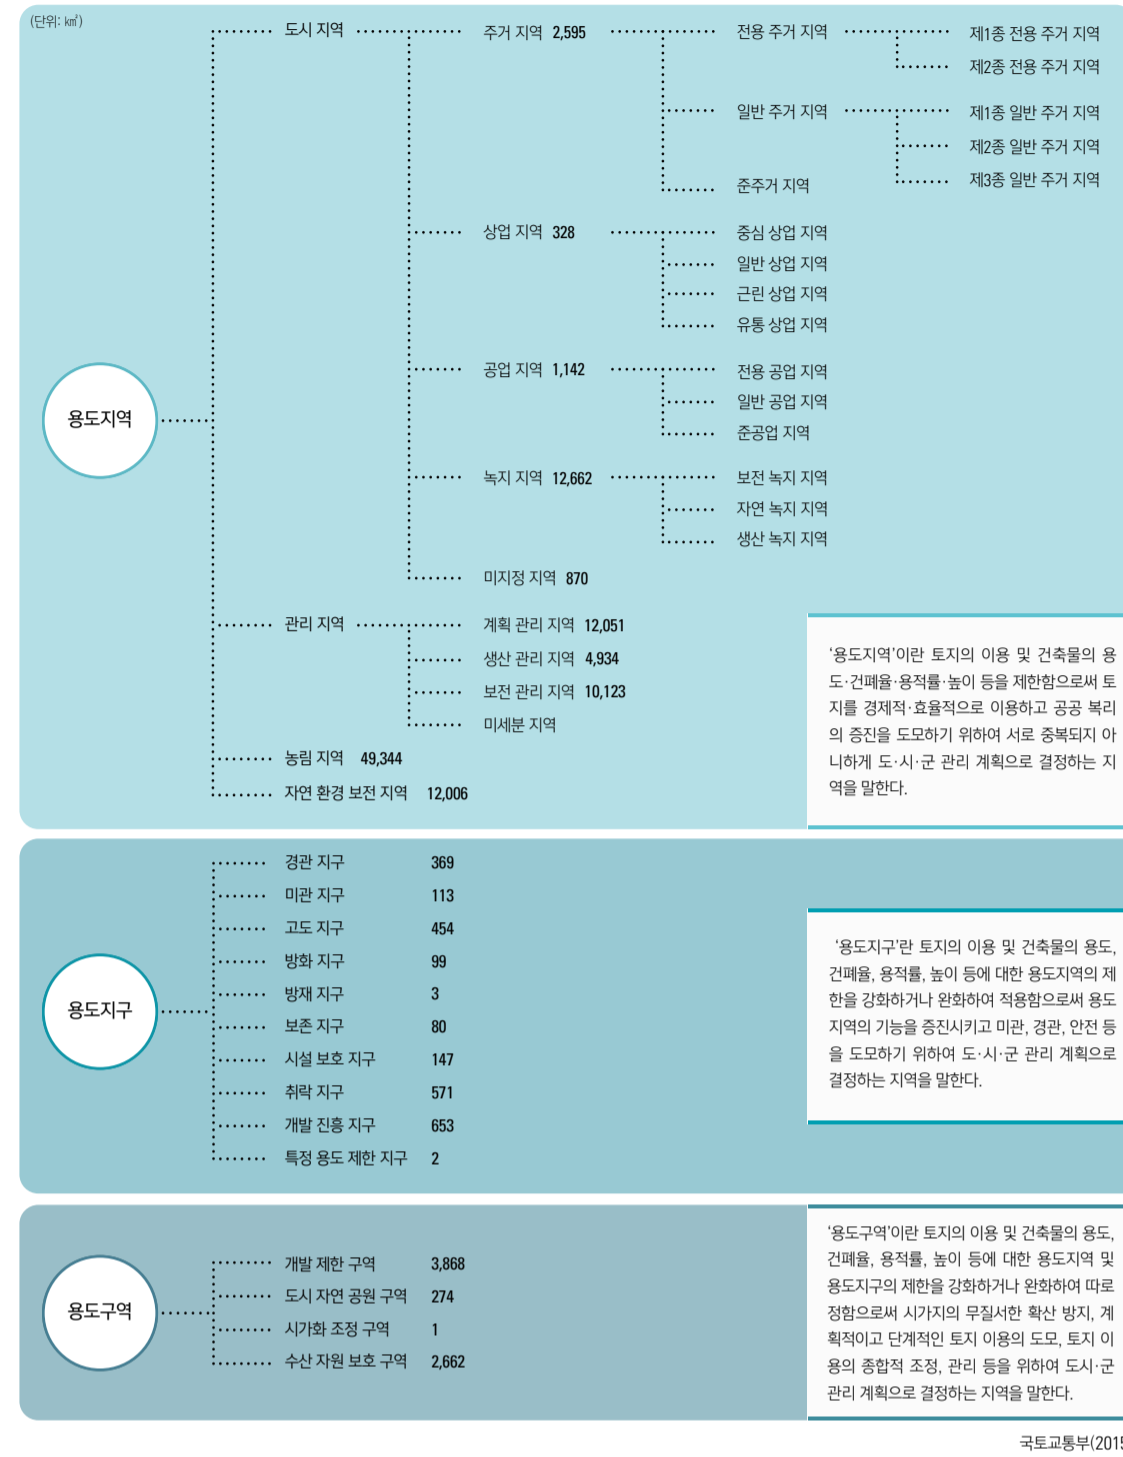 (단위: ㎢)
용도지역
도시 지역
주거 지역 2,595
전용 주거 지역
제1종 전용 주거 지역
제2종 전용 주거 지역
일반 주거 지역
제1종 일반 주거 지역
제2종 일반 주거 지역
제3종 일반 주거 지역
준주거 지역
상업 지역 328
중심 상업 지역
일반 상업 지역
근린 상업 지역
유통 상업 지역
공업 지역 1,142
전용 공업 지역
일반 공업 지역
준공업 지역
녹지 지역 12,662
보전 녹지 지역
자연 녹지 지역
생산 녹지 지역
미지정 지역 870
관리 지역
계획 관리 지역 12,051
생산 관리 지역 4,934
보전 관리 지역 10,123
미세분 지역
농림 지역 49,344
자연 환경 보전 지역 12,006
‘용도지역’이란 토지의 이용 및 건축물의 용
도·건폐율·용적률·높이 등을 제한함으로써 토
지를 경제적·효율적으로 이용하고 공공 복리
의 증진을 도모하기 위하여 서로 중복되지 아
니하게 도·시·군 관리 계획으로 결정하는 지
역을 말한다.
용도지구
경관 지구 369
미관 지구 113
고도 지구 454
방화 지구 99
방재 지구 3
보존 지구 80
시설 보호 지구 147
취락 지구 571
개발 진흥 지구 653
특정 용도 제한 지구 2
‘용도지구’란 토지의 이용 및 건축물의 용도,
건폐율, 용적률, 높이 등에 대한 용도지역의 제
한을 강화하거나 완화하여 적용함으로써 용도
지역의 기능을 증진시키고 미관, 경관, 안전 등
을 도모하기 위하여 도·시·군 관리 계획으로
결정하는 지역을 말한다.
용도구역
개발 제한 구역 3,868
도시 자연 공원 구역 274
시가화 조정 구역 1
수산 자원 보호 구역 2,662
‘용도구역’이란 토지의 이용 및 건축물의 용도,
건폐율, 용적률, 높이 등에 대한 용도지역 및
용도지구의 제한을 강화하거나 완화하여 따로
정함으로써 시가지의 무질서한 확산 방지, 계
획적이고 단계적인 토지 이용의 도모, 토지 이
용의 종합적 조정, 관리 등을 위하여 도시·군
관리 계획으로 결정하는 지역을 말한다.
국토교통부(2015